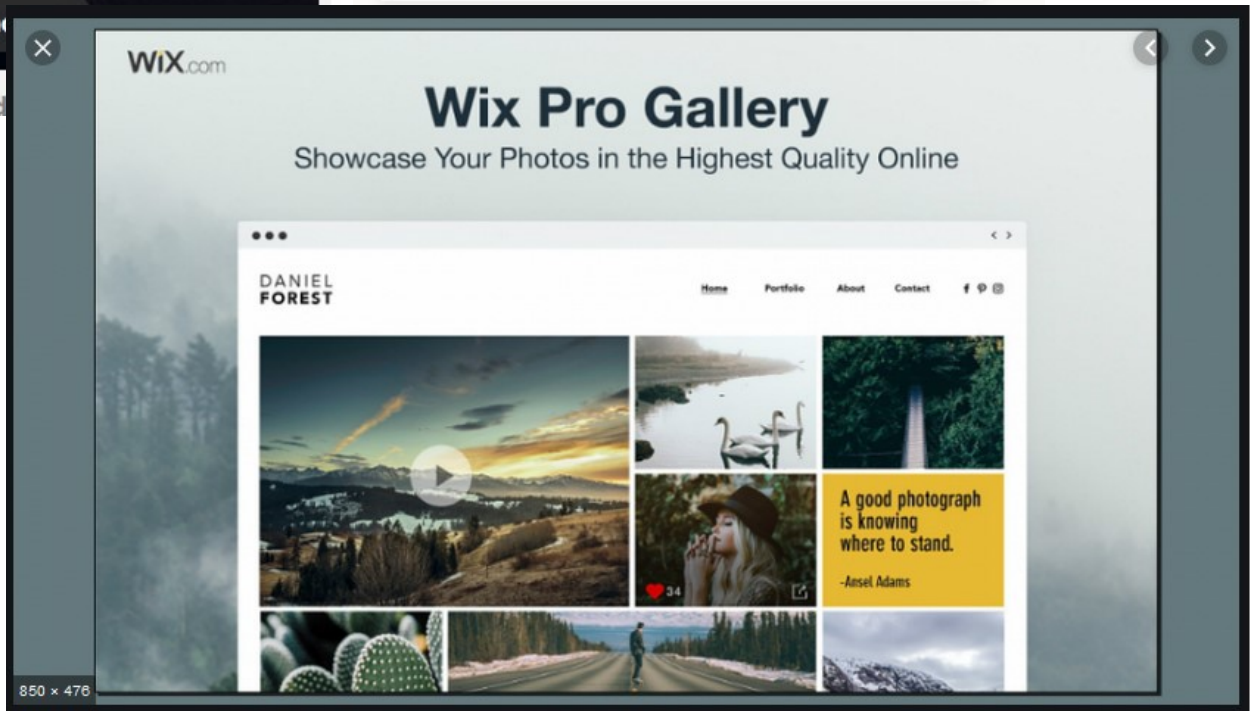 WiX.com
Wix Pro Gallery
Showcase Your Photos in the Highest Quality Online
DANIEL
FOREST
Home Portfolio About Contact
A good photograph
is knowing
where to stand.
-Ansel Adams
34
850 × 476